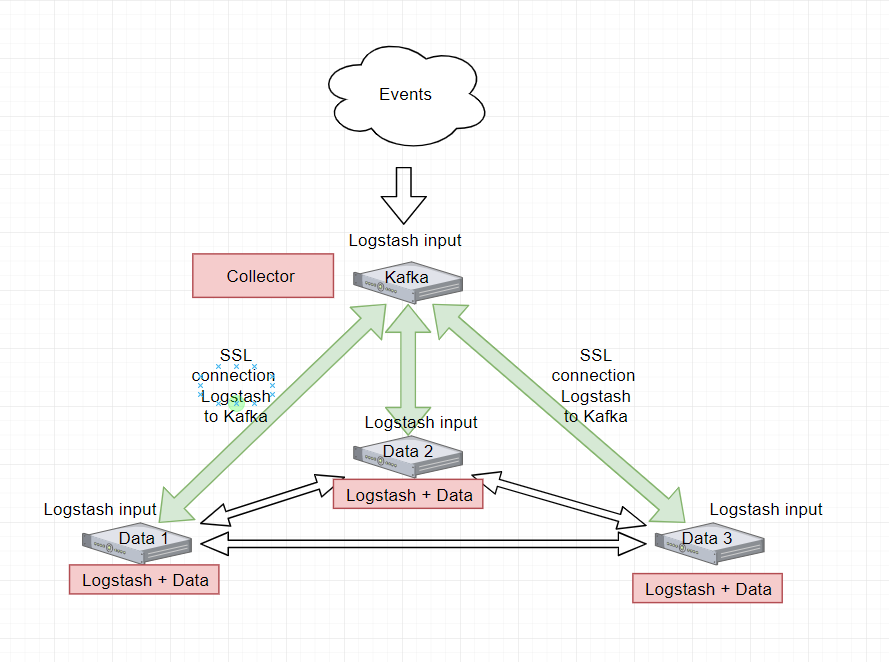 Events
Logstash input
Collector
Kafka
SSL
connection
Logstash
to Kafka
SSL
connection
Logstash
to Kafka
Logstash input
Data 2
Logstash + Data
Logstash input
Data 1
Logstash + Data
Logstash input
Data 3
Logstash + Data